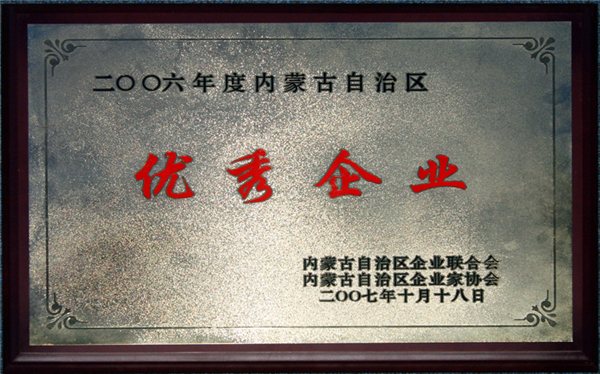 二〇〇六年度内蒙古自治区
优秀企业
内蒙古自治区企业联合会
内蒙古自治区企业家协会
二〇〇七年十月十八日